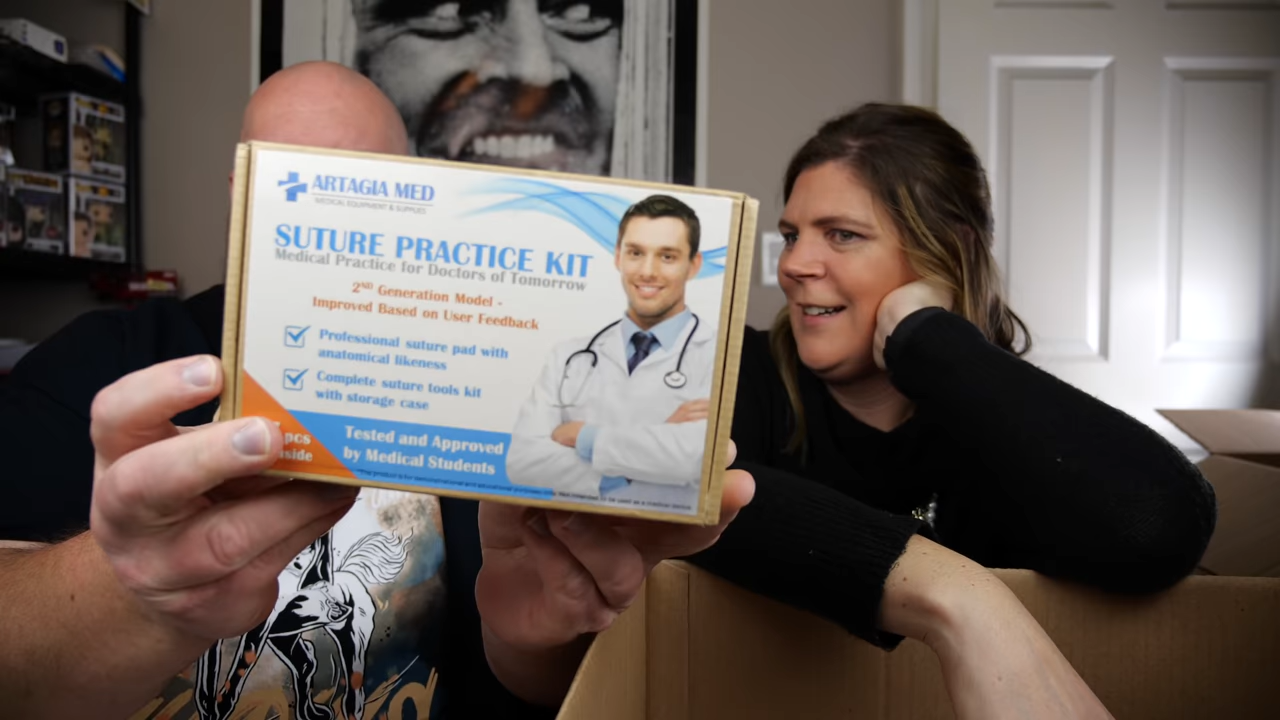 ARTAGIA MED
MEDICAL EQUIPMENT & SUPPLIES
SUTURE PRACTICE KIT
Medical Practice for Doctors of Tomorrow
2ND Generation Model -
Improved Based on User Feedback
Professional suture pad with
anatomical likeness
Complete suture tools kit
with storage case
pcs
Tested and Approved
by Medical Students